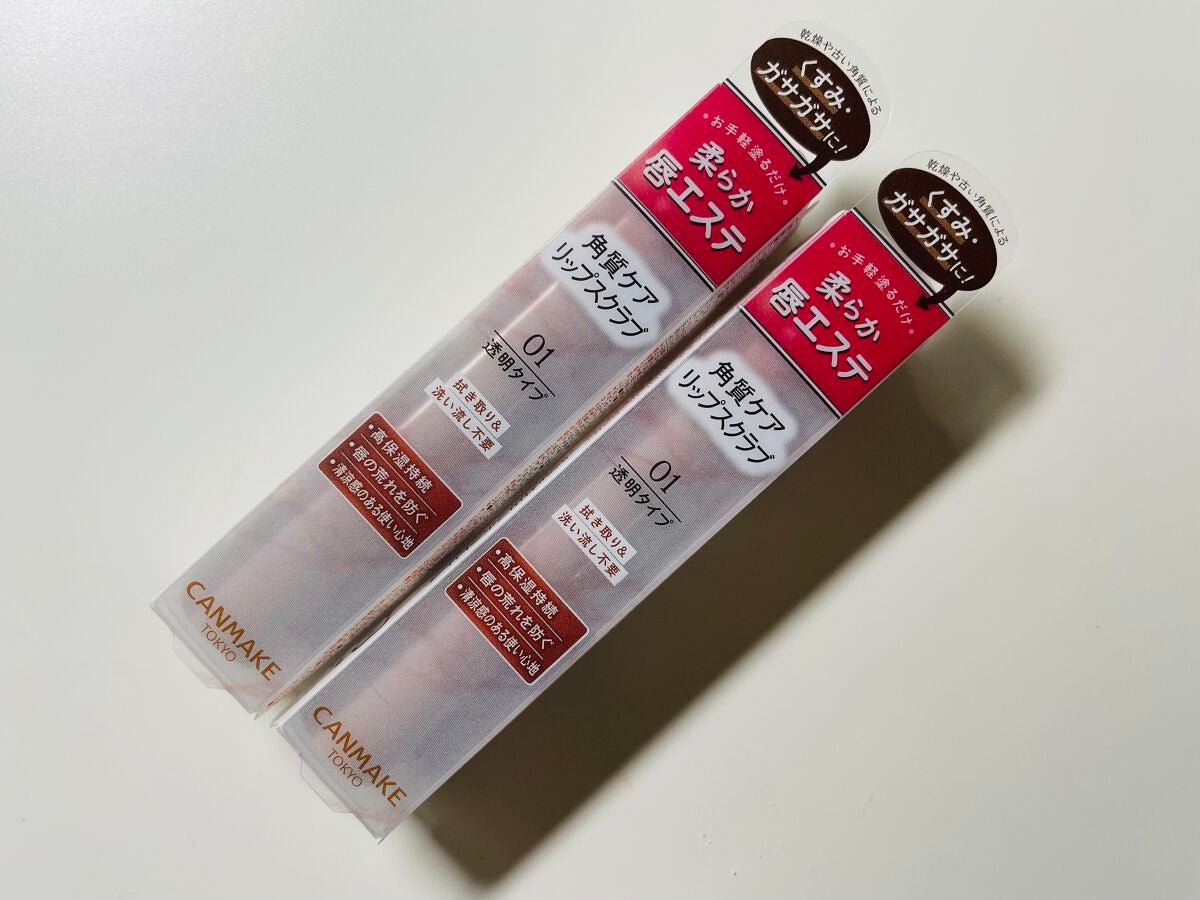 乾燥や古い角質による
くすみ・
ガサガサに!
お手軽塗るだけ
柔らか
唇エステ
角質ケア
リップスクラブ
01
透明タイプ
拭き取り&
洗い流し不要
・高保湿持続
・唇の荒れを防ぐ
・清涼感のある使い心地
CANMAKE
TOKYO
乾燥や古い角質による
くすみ・
ガサガサに!
お手軽塗るだけ
柔らか
唇エステ
角質ケア
リップスクラブ
01
透明タイプ
拭き取り&
洗い流し不要
・高保湿持続
・唇の荒れを防ぐ
・清涼感のある使い心地
CANMAKE
TOKYO